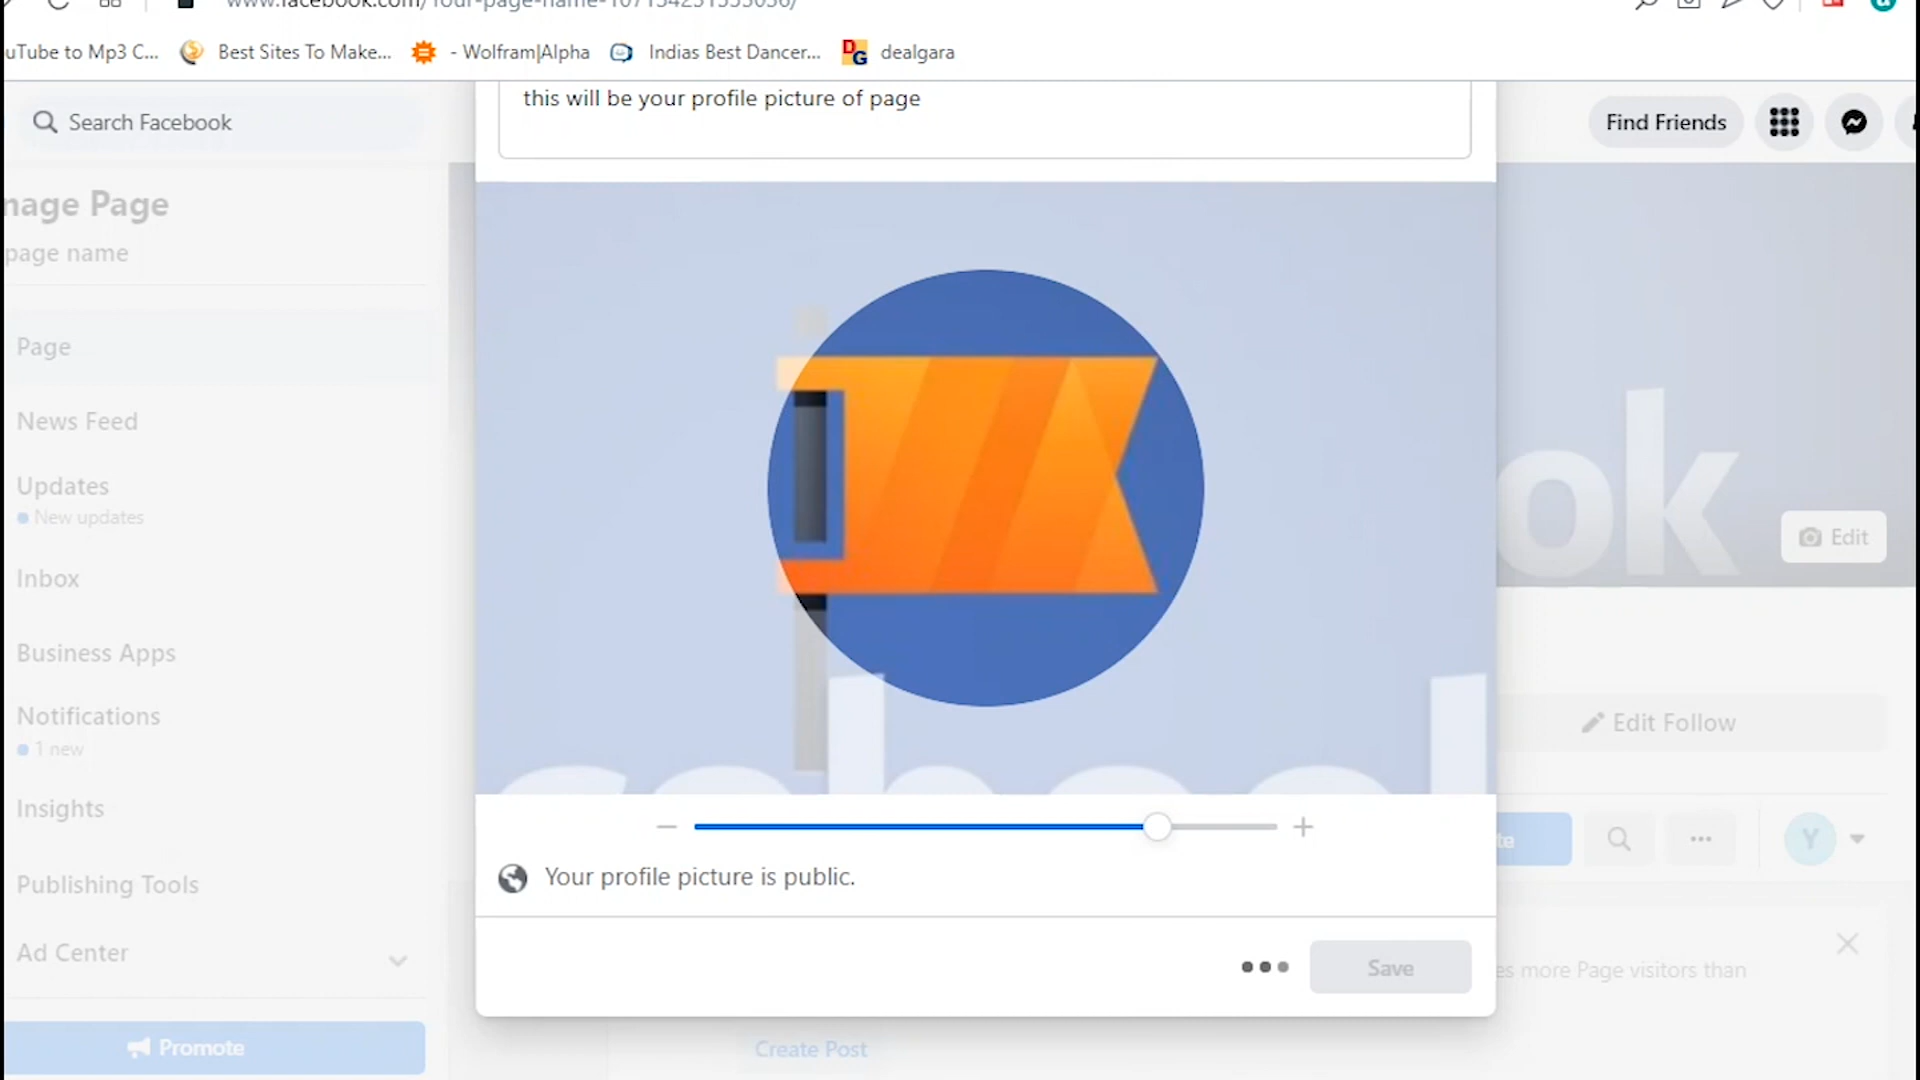 uTube to Mp3 C... Best Sites To Make... - Wolfram|Alpha Indias Best Dancer... DG dealgara
this will be your profile picture of page
Search Facebook
Find Friends
nage Page
page name
Page
News Feed
Updates
New updates
Inbox
Business Apps
Notifications
1 new
Insights
Publishing Tools
Ad Center
Promote
ok
Edit
Edit Follow
te
Y
Your profile picture is public.
Save
es more Page visitors than
Create Post